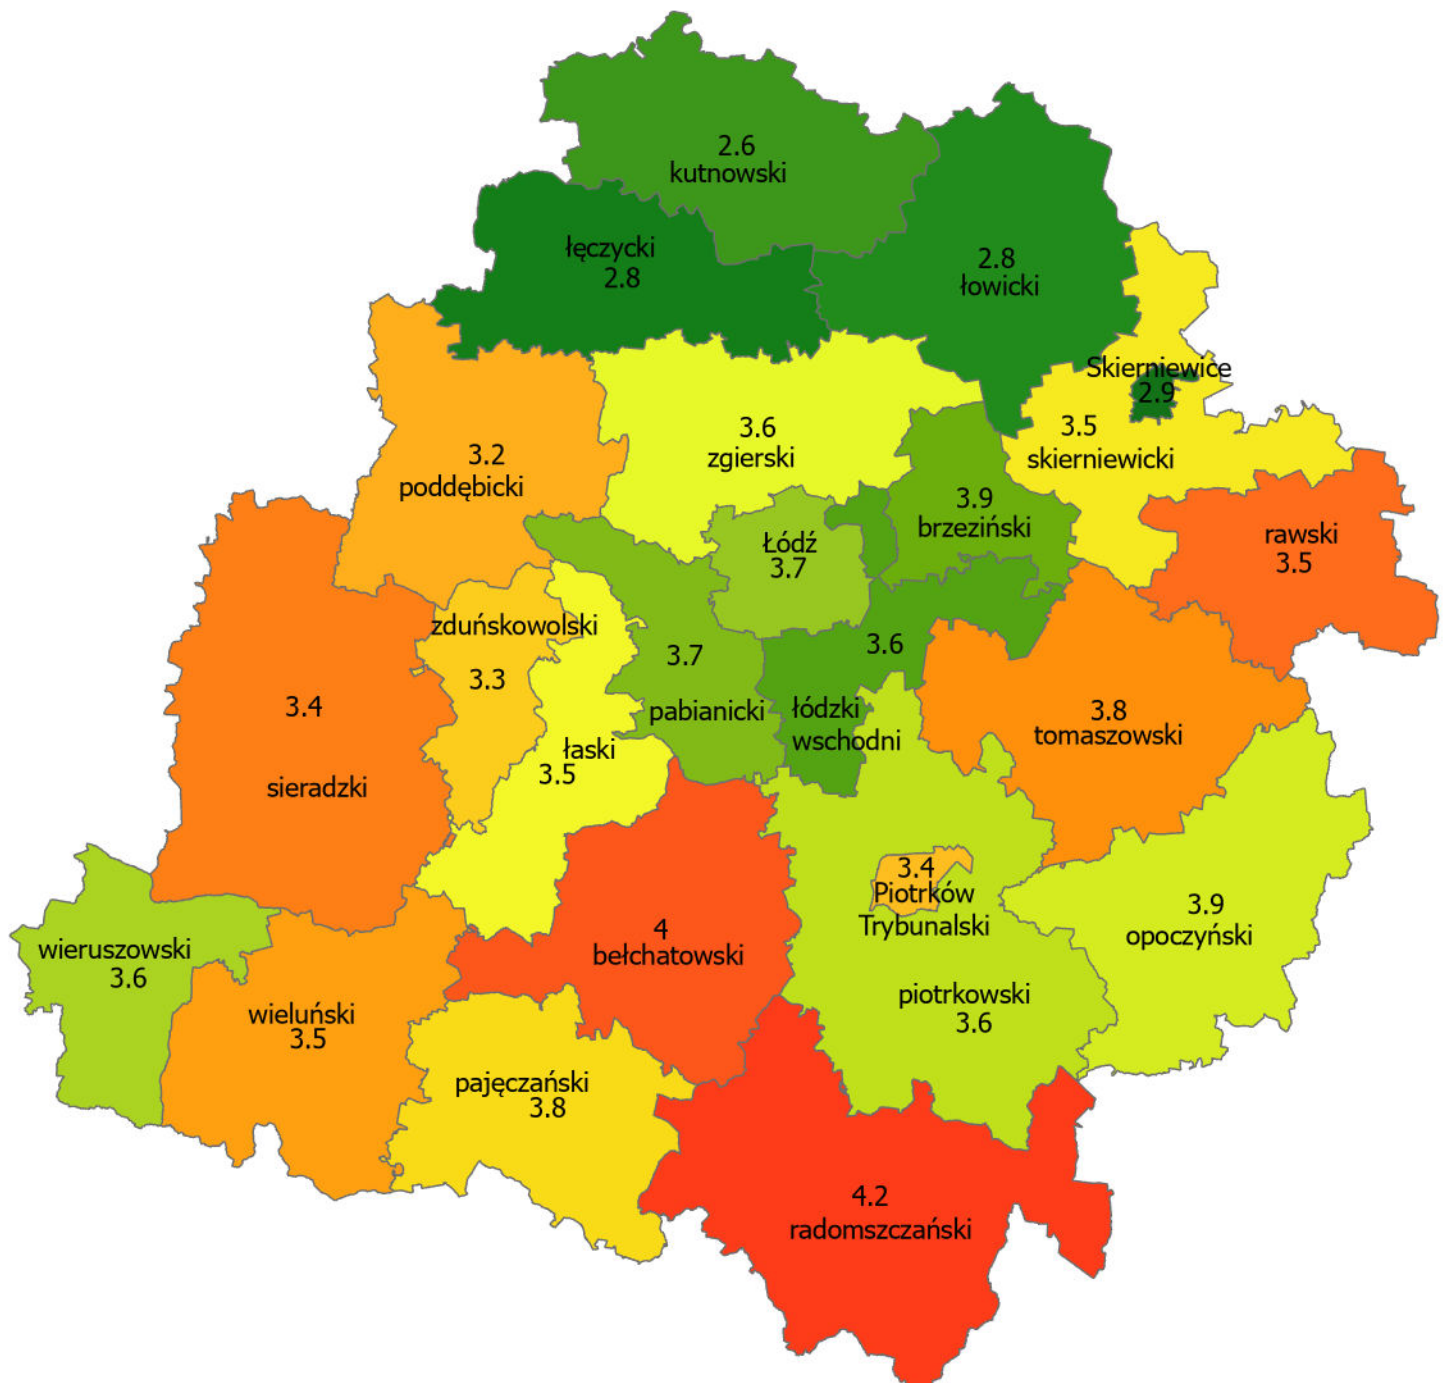 2.6
kutnowski
łęczycki
2.8
2.8
łowicki
Skierniewice
2.9
3.5
skierniewicki
3.6
zgierski
3.2
poddębicki
3.9
brzeziński
rawski
3.5
Łódź
3.7
zduńskowolski
3.3
3.7
pabianicki
3.6
łódzki
wschodni
3.4
sieradzki
łaski
3.5
3.8
tomaszowski
3.4
Piotrków
Trybunalski
3.9
opoczyński
4
bełchatowski
wieruszowski
3.6
wieluński
3.5
piotrkowski
3.6
pajęczański
3.8
4.2
radomszczański